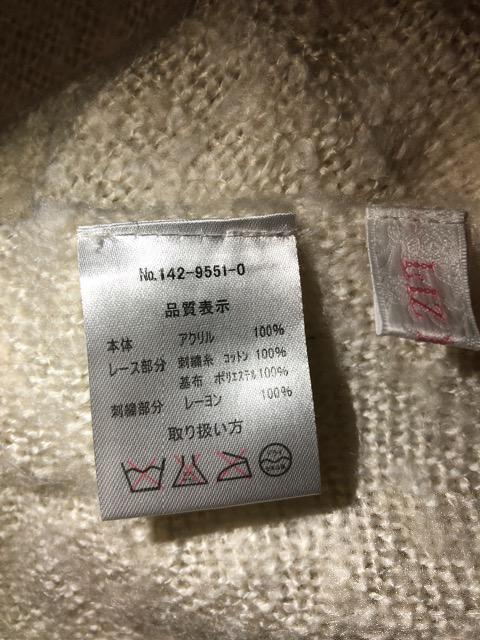 No.142-9551-0
品質表示
本体 アクリル 100%
レース部分 刺繍糸 コットン 100%
基布 ポリエステル 100%
刺繍部分 レーヨン 100%
取り扱い方